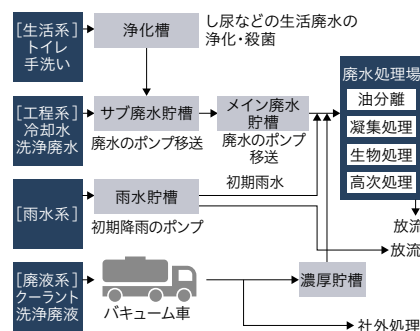 [生活系]
トイレ
手洗い
浄化槽
し尿などの生活廃水の
浄化・殺菌
[工程系]
冷却水
洗浄廃水
サブ廃水貯槽
廃水のポンプ移送
メイン廃水
貯槽
廃水のポンプ
移送
廃水処理場
油分離
凝集処理
生物処理
高次処理
[雨水系]
雨水貯槽
初期降雨のポンプ
初期雨水
放流
放流
[廃液系]
クーラント
洗浄廃液
バキューム車
濃厚貯槽
社外処理